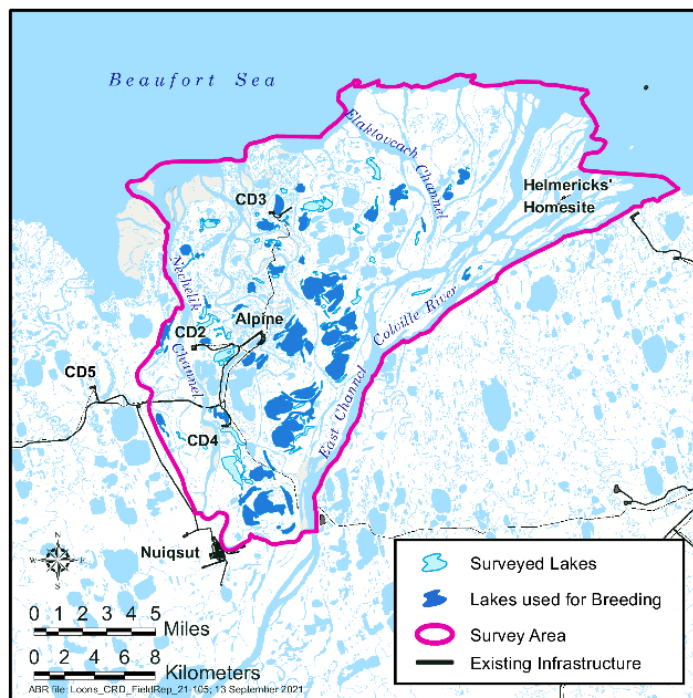 Beaufort Sea
Elaktoveach Channel
Helmericks'
Homesite
CD3
Nechelik
Channel
Alpine
CD2
Colville River
CD5
East Channel
CD4
Nuiqsut
N
W
E
S
0 1 2 3 4 5
Miles
0 2 4 6 8
Kilometers
ABR file: Loons_CRD_FieldRep_21-105; 13 September 2021
Surveyed Lakes
Lakes used for Breeding
Survey Area
Existing Infrastructure